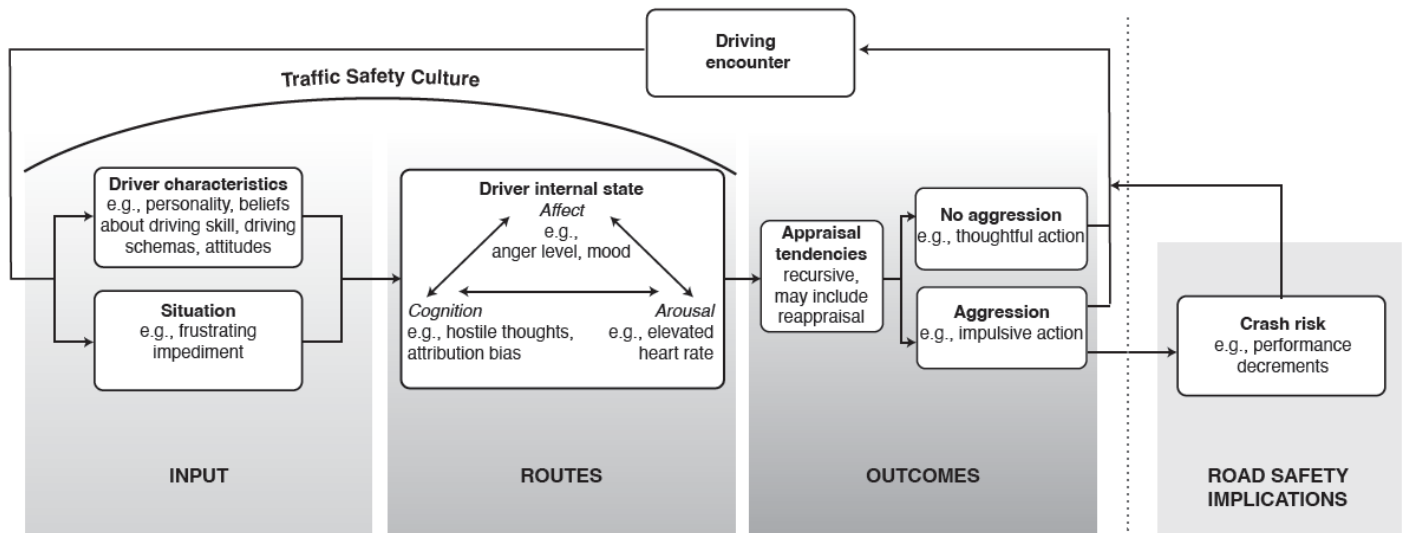 Driving
encounter
Traffic Safety Culture
Driver characteristics
e.g., personality, beliefs
about driving skill, driving
schemas, attitudes
Situation
e.g., frustrating
impediment
Driver internal state
Affect
e.g.,
anger level, mood
Cognition
e.g., hostile thoughts,
attribution bias
Arousal
e.g., elevated
heart rate
Appraisal
tendencies
recursive,
may include
reappraisal
No aggression
e.g., thoughtful action
Aggression
e.g., impulsive action
Crash risk
e.g., performance
decrements
INPUT
ROUTES
OUTCOMES
ROAD SAFETY
IMPLICATIONS